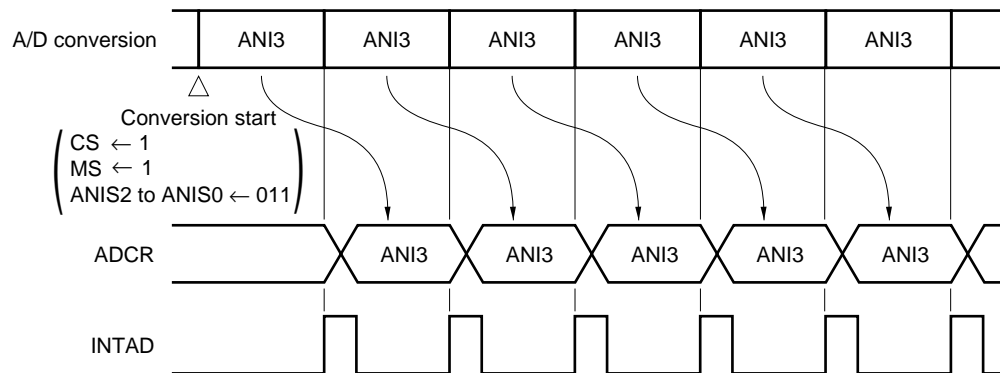 A/D conversion ANI3 ANI3 ANI3 ANI3 ANI3 ANI3
Conversion start
CS ← 1
MS ← 1
ANIS2 to ANIS0 ← 011
ADCR ANI3 ANI3 ANI3 ANI3 ANI3
INTAD